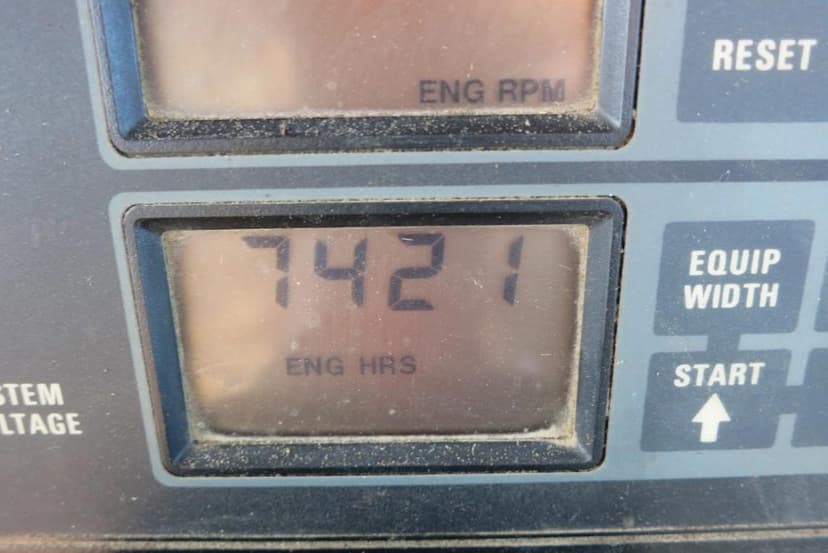 ENG RPM
RESET
7421
ENG HRS
EQUIP
WIDTH
START
STEM
LTAGE